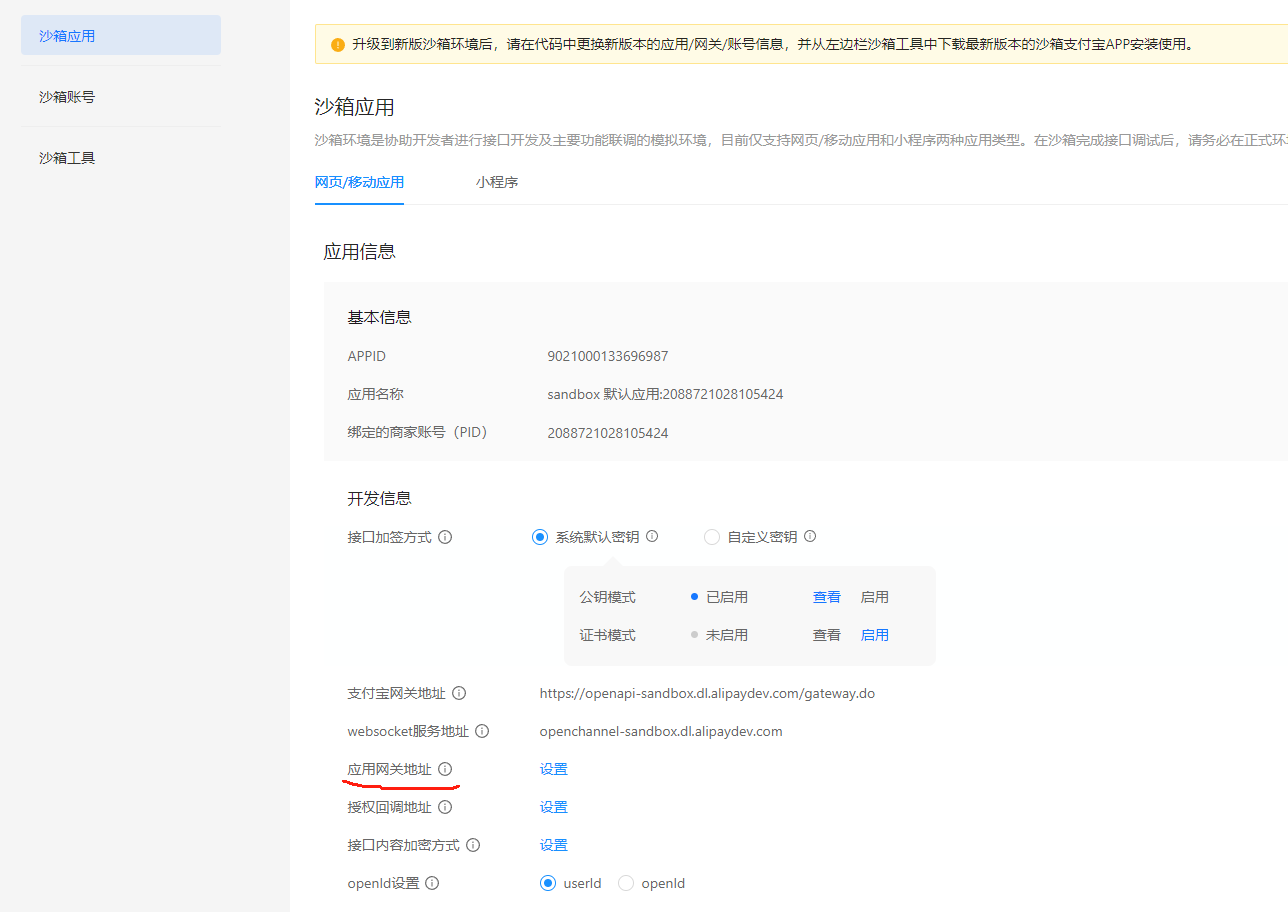 沙箱应用
沙箱账号
沙箱工具
升级到新版沙箱环境后，请在代码中更换新版本的应用/网关/账号信息，并从左边栏沙箱工具中下载最新版本的沙箱支付宝APP安装使用。
沙箱应用
沙箱环境是协助开发者进行接口开发及主要功能联调的模拟环境，目前仅支持网页/移动应用和小程序两种应用类型。在沙箱完成接口调试后，请务必在正式环
网页/移动应用 小程序
应用信息
基本信息
APPID 9021000133696987
应用名称 sandbox 默认应用:2088721028105424
绑定的商家账号（PID） 2088721028105424
开发信息
接口加签方式 系统默认密钥 自定义密钥
公钥模式 已启用 查看 启用
证书模式 未启用 查看 启用
支付宝网关地址 https://openapi-sandbox.dl.alipaydev.com/gateway.do
websocket服务地址 openchannel-sandbox.dl.alipaydev.com
应用网关地址 设置
授权回调地址 设置
接口内容加密方式 设置
openId设置 userId openId